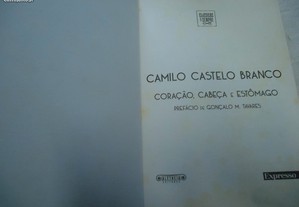 CAMILO CASTELO BRANCO
CORAÇÃO, CABEÇA E ESTÔMAGO
PREFÁCIO DE GONÇALO M. TAVARES
Expresso